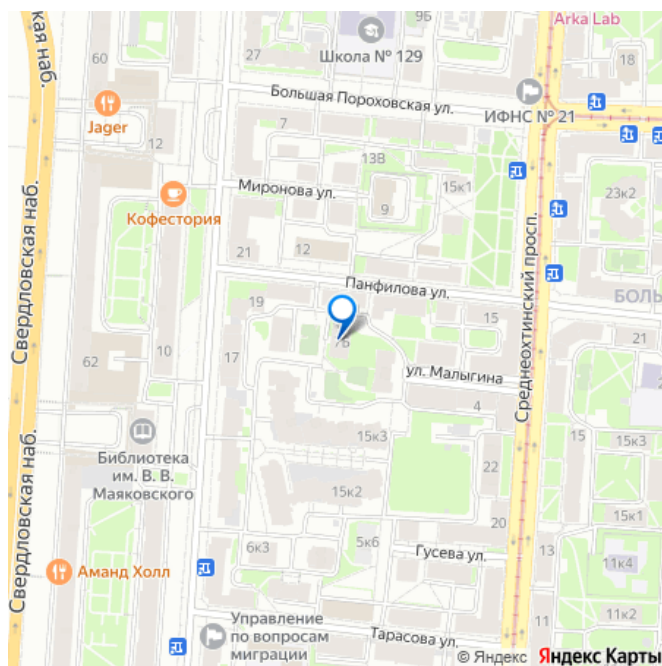 Arka Lab
9Б
18
Школа № 129
27
60
Большая Пороховская ул.
ИФНС № 21
Jager
7
12
13В
Миронова ул.
15к1
23к2
Кофестория
9
21
12
Панфилова ул.
БОЛЬ
19
15
21
7Б
17
62
10
ул. Малыгина
4
Среднеохтинский просп.
Свердловская наб.
Свердловская наб.
15к3
15
15к3
Библиотека
им. В. В.
Маяковского
22
15к2
15к1
20
13
Аманд Холл
6к3
5к6
Гусева ул.
11к4
11
11к2
Управление
по вопросам
миграции
Тарасова ул.
© Яндекс Яндекс Карты